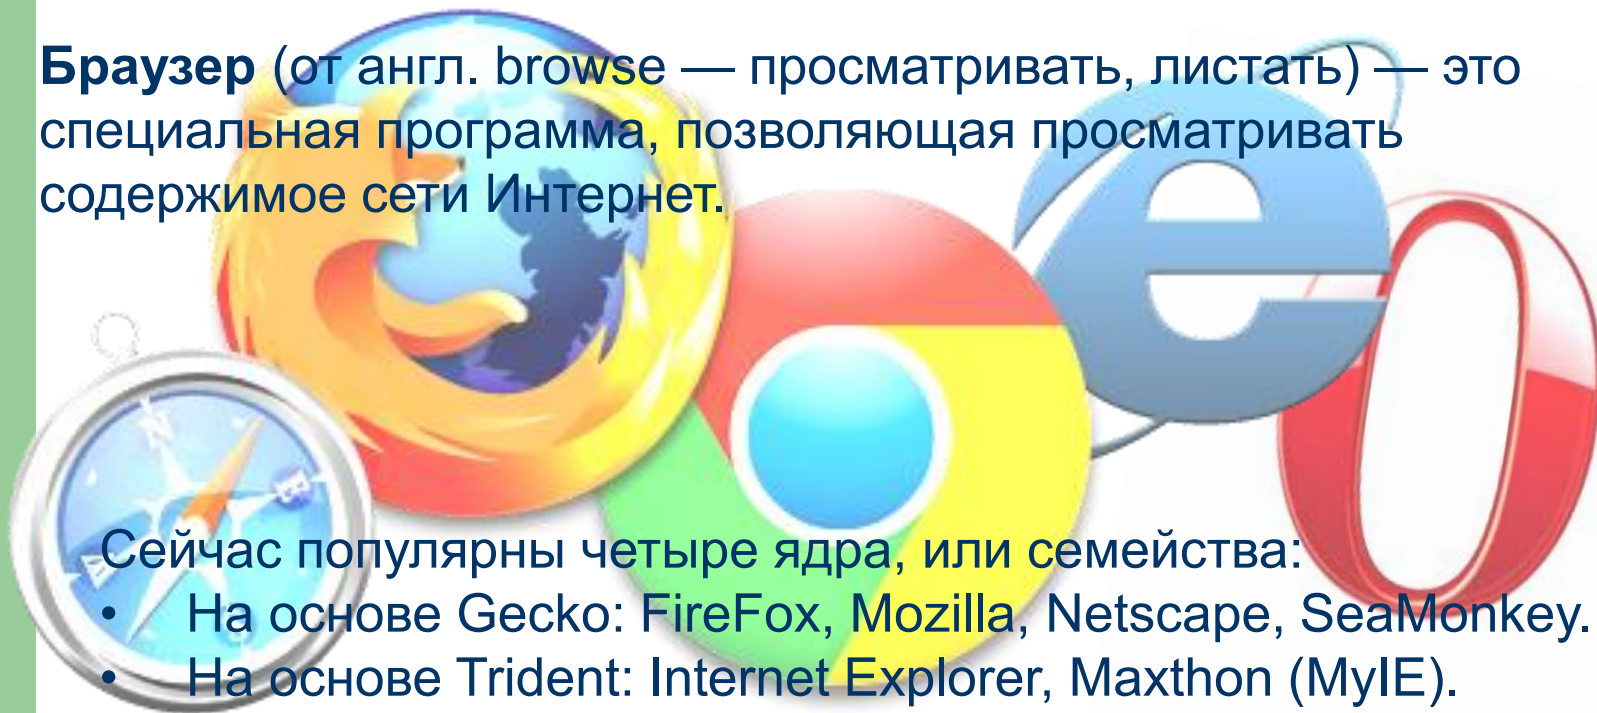 Браузер (от англ. browse — просматривать, листать) — это
специальная программа, позволяющая просматривать
содержимое сети Интернет.
Сейчас популярны четыре ядра, или семейства:
• На основе Gecko: FireFox, Mozilla, Netscape, SeaMonkey.
• На основе Trident: Internet Explorer, Maxthon (MyIE).